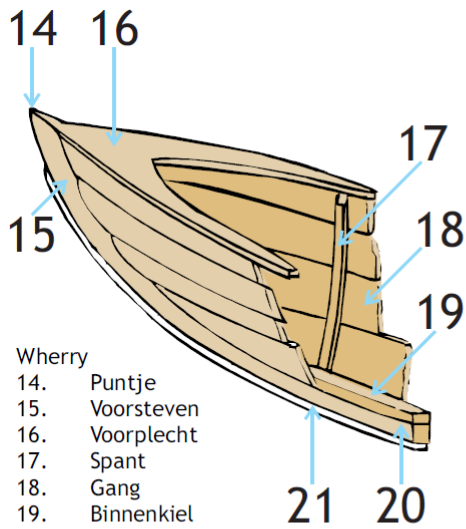 14 16
17
15
18
19
Wherry
14. Puntje
15. Voorsteven
16. Voorplecht
17. Spant
18. Gang
19. Binnenkiel
21 20